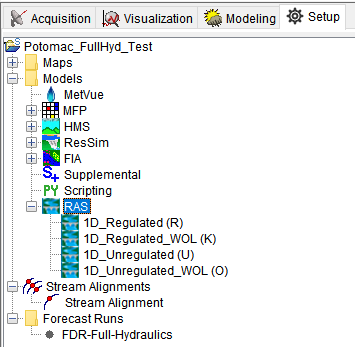 Acquisition Visualization Modeling Setup
Potomac_FullHyd_Test
Maps
Models
MetVue
MFP
HMS
ResSim
FIA
S+ Supplemental
PY Scripting
RAS
1D_Regulated (R)
1D_Regulated_WOL (K)
1D_Unregulated (U)
1D_Unregulated_WOL (O)
Stream Alignments
Stream Alignment
Forecast Runs
FDR-Full-Hydraulics